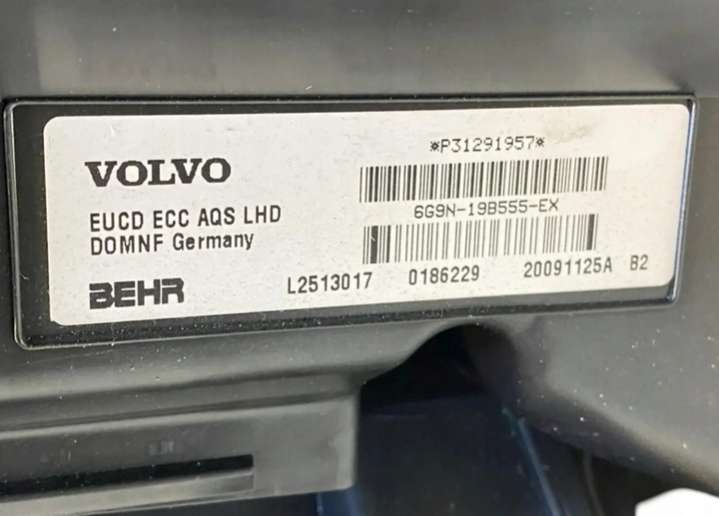 VOLVO
EUCD ECC AQS LHD
DOMNF Germany
BEHR
*P31291957*
6G9N-19B555-EX
L2513017 0186229 20091125A B2